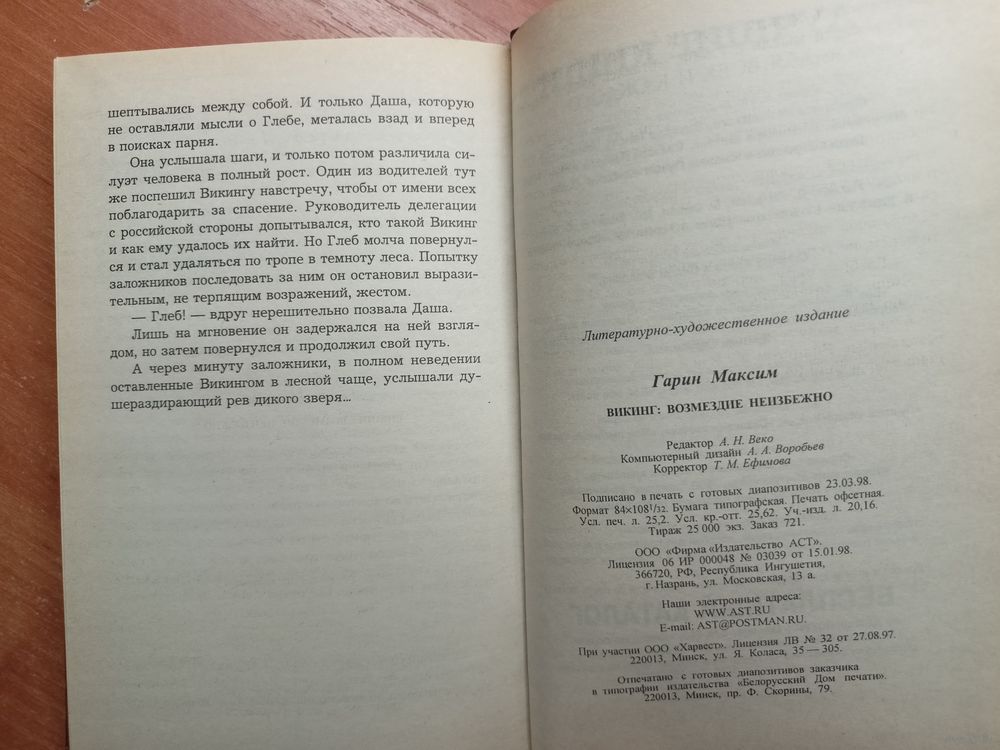 шептывались между собой. И только Даша, которую
не оставляли мысли о Глебе, металась взад и вперед
в поисках парня.
Она услышала шаги, и только потом различила си-
луэт человека в полный рост. Один из водителей тут
же поспешил Викингу навстречу, чтобы от имени всех
поблагодарить за спасение. Руководитель делегации
с российской стороны допытывался, кто такой Викинг
и как ему удалось их найти. Но Глеб молча повернул-
ся и стал удаляться по тропе в темноту леса. Попытку
заложников последовать за ним он остановил вырази-
тельным, не терпящим возражений, жестом.
— Глеб! — вдруг нерешительно позвала Даша.
Лишь на мгновение он задержался на ней взгля-
дом, но затем повернулся и продолжил свой путь.
А через минуту заложники, в полном неведении
оставленные Викингом в лесной чаще, услышали ду-
шераздирающий рев дикого зверя...
Литературно-художественное издание
Гарин Максим
ВИКИНГ: ВОЗМЕЗДИЕ НЕИЗБЕЖНО
Редактор А. Н. Веко
Компьютерный дизайн А. А. Воробьев
Корректор Т. М. Ефимова
Подписано в печать с готовых диапозитивов 23.03.98.
Формат 84×108¹/₃₂. Бумага типографская. Печать офсетная.
Усл. печ. л. 25,2. Усл. кр.-отт. 25,62. Уч.-изд. л. 20,16.
Тираж 25 000 экз. Заказ 721.
ООО «Фирма «Издательство АСТ».
Лицензия 06 ИР 000048 № 03039 от 15.01.98.
366720, РФ, Республика Ингушетия,
г. Назрань, ул. Московская, 13 а.
Наши электронные адреса:
WWW.AST.RU
E-mail: AST@POSTMAN.RU.
При участии ООО «Харвест». Лицензия ЛВ № 32 от 27.08.97.
220013, Минск, ул. Я. Коласа, 35 — 305.
Отпечатано с готовых диапозитивов заказчика
в типографии издательства «Белорусский Дом печати».
220013, Минск, пр. Ф. Скорины, 79.